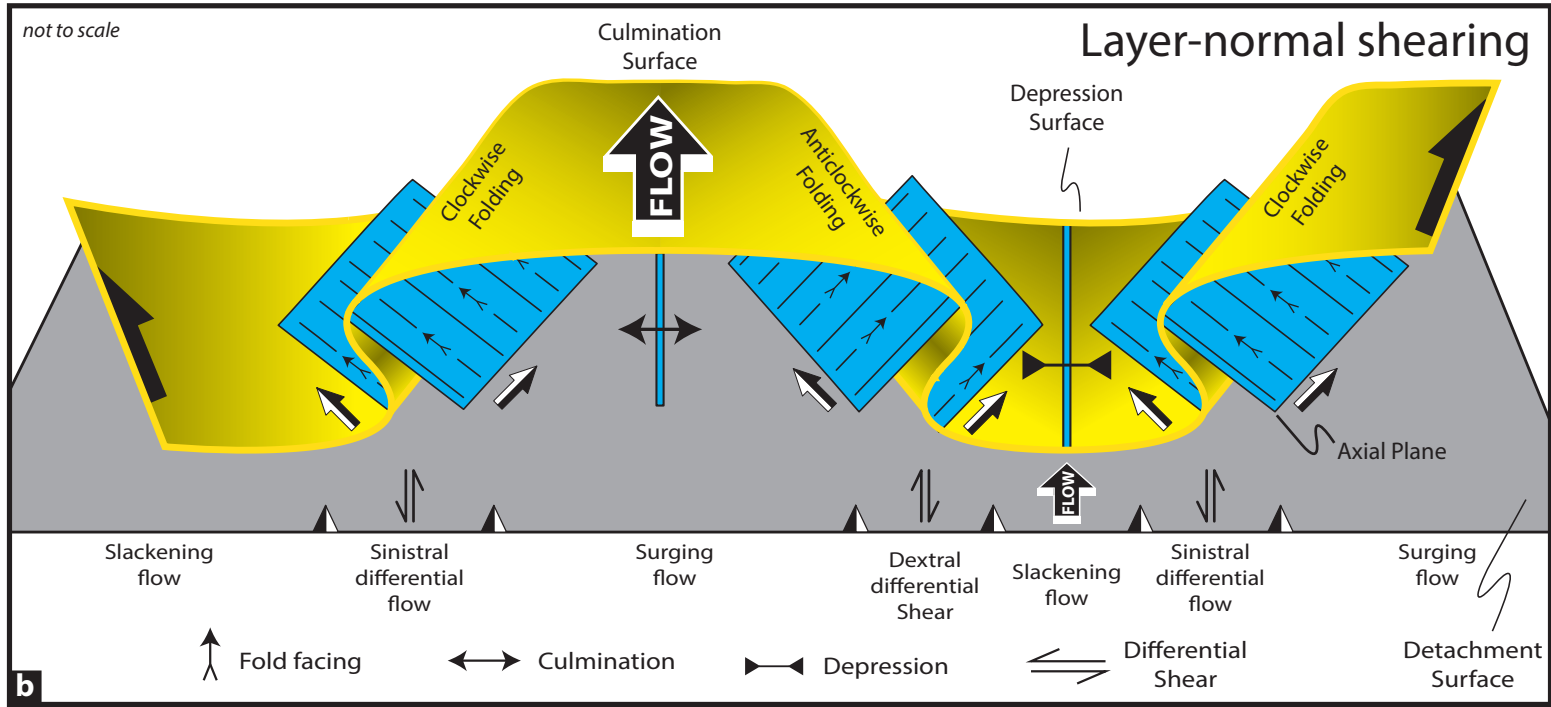 not to scale
Layer-normal shearing
Culmination
Surface
Depression
Surface
Clockwise
Folding
FLOW
Anticlockwise
Folding
Clockwise
Folding
Axial Plane
FLOW
Slackening
flow
Sinistral
differential
flow
Surging
flow
Dextral
differential
Shear
Slackening
flow
Sinistral
differential
flow
Surging
flow
Fold facing
Culmination
Depression
Differential
Shear
Detachment
Surface
b